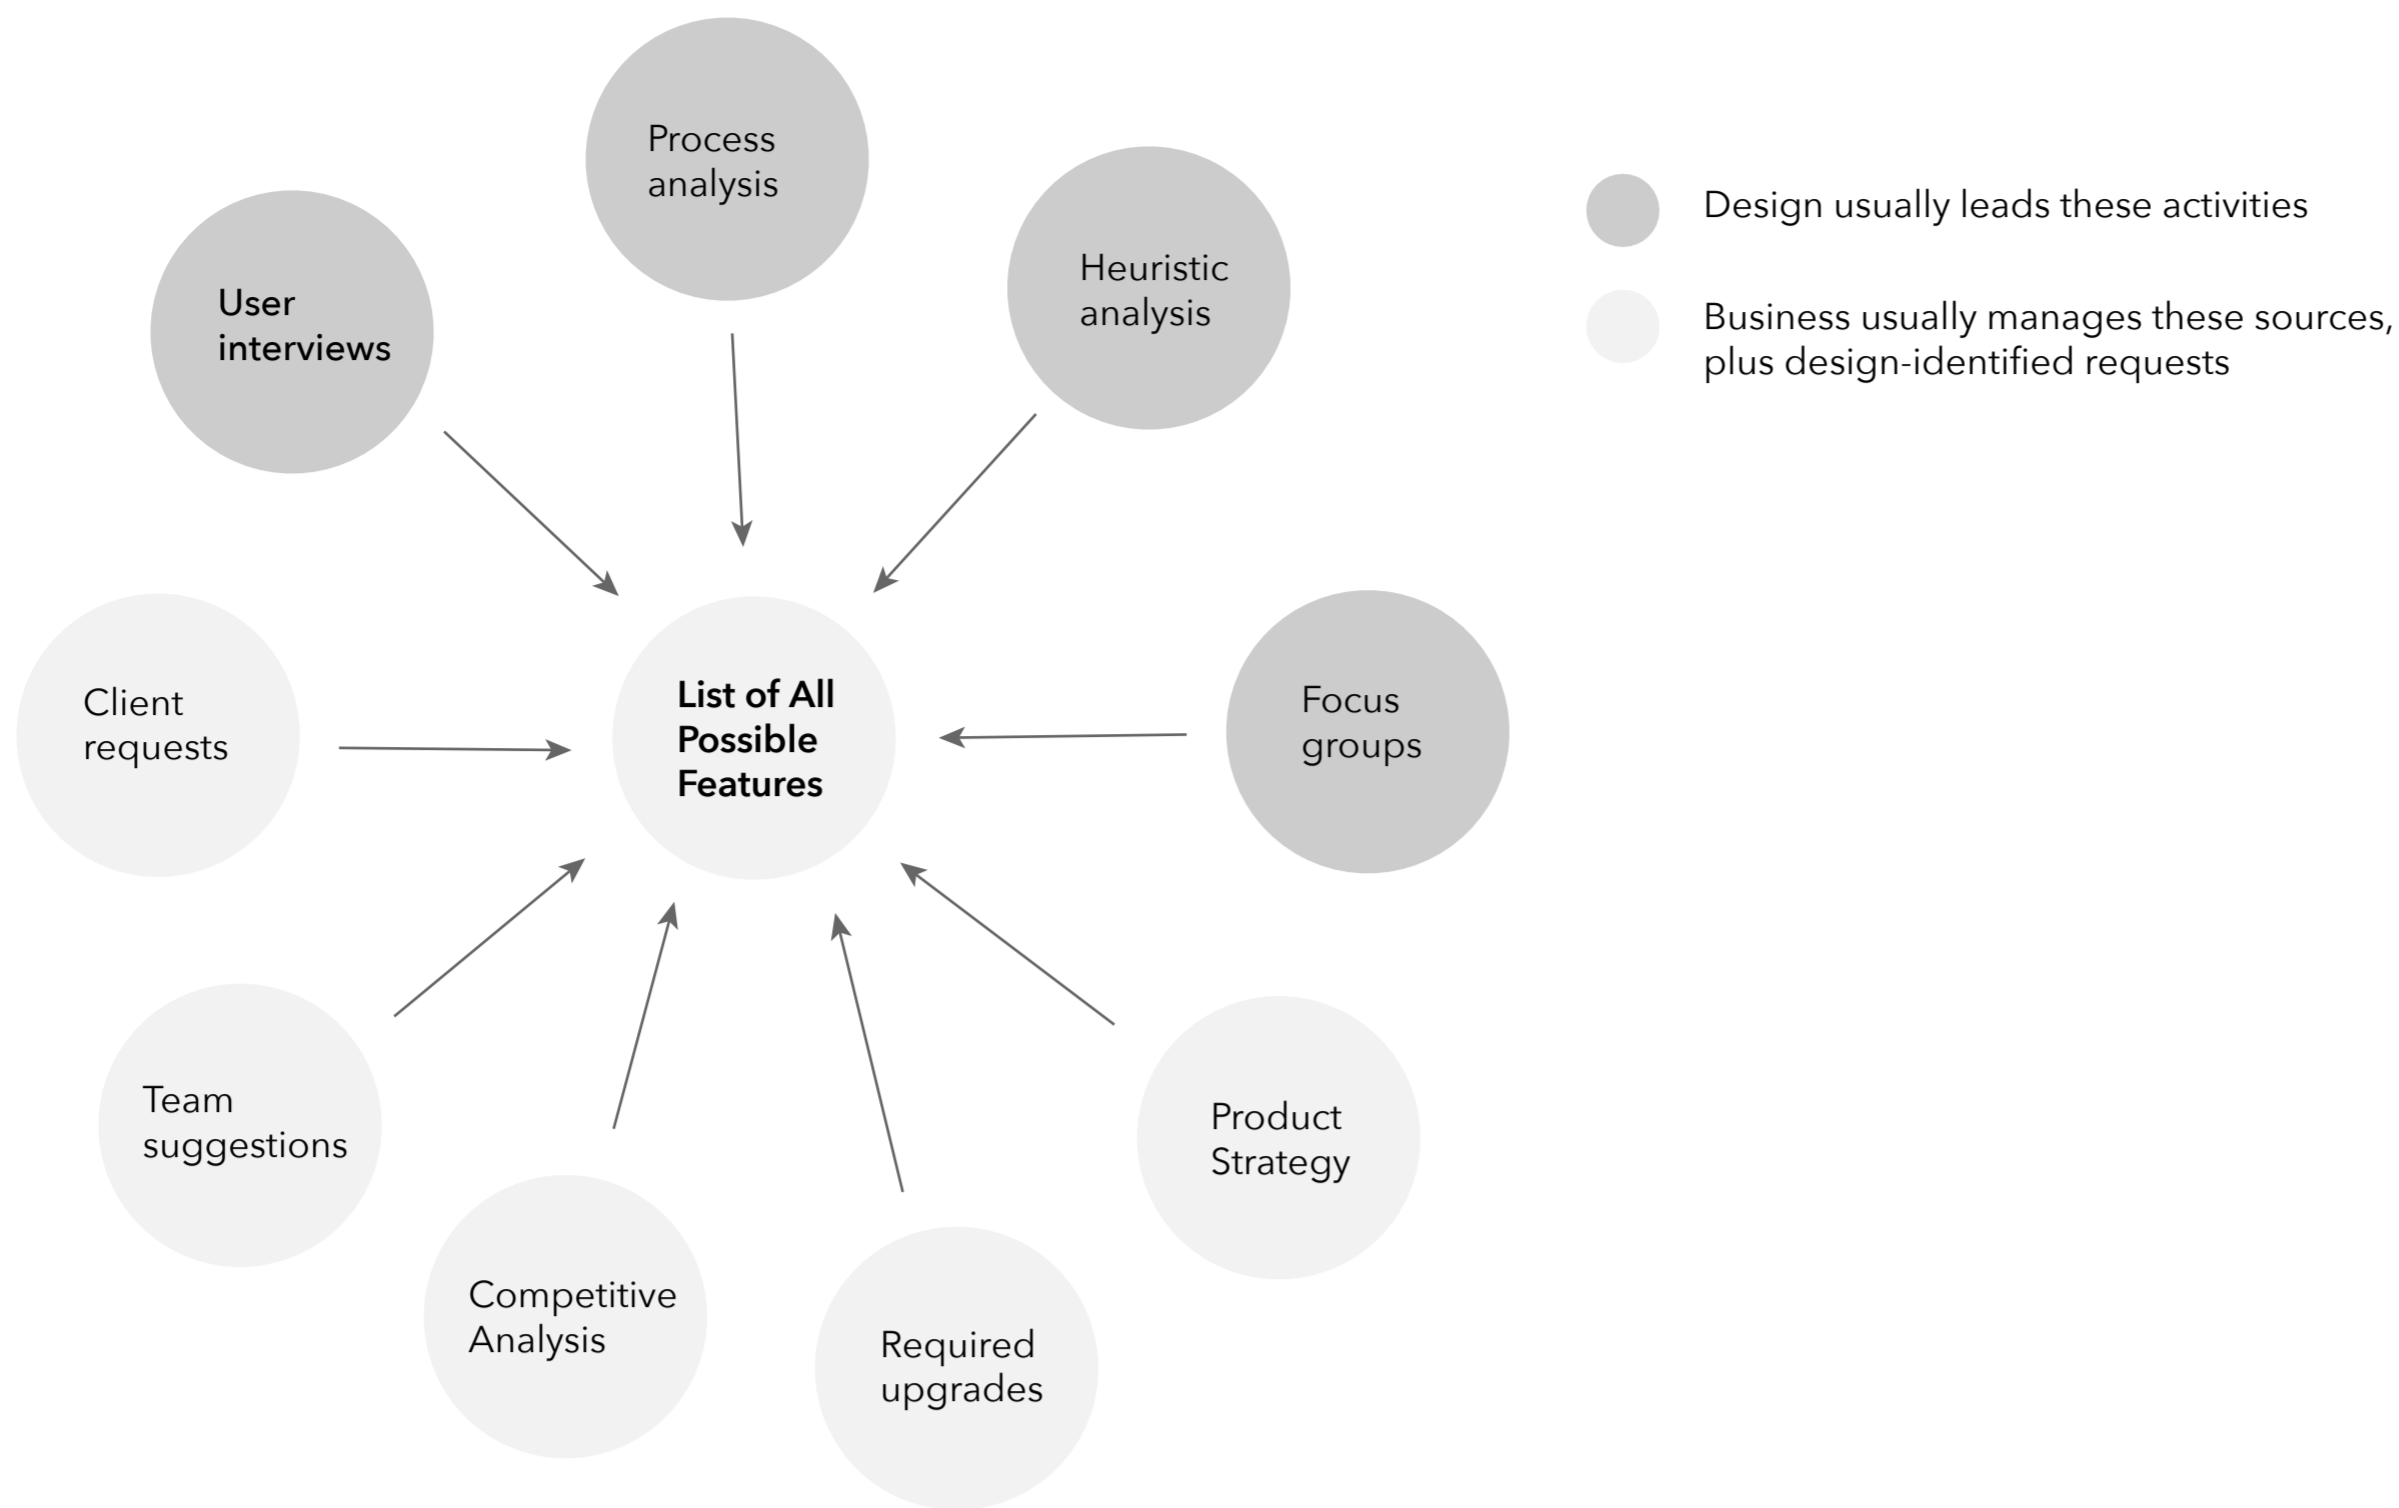 Process
analysis
Heuristic
analysis
User
interviews
Design usually leads these activities
Business usually manages these sources,
plus design-identified requests
Client
requests
List of All
Possible
Features
Focus
groups
Team
suggestions
Product
Strategy
Competitive
Analysis
Required
upgrades